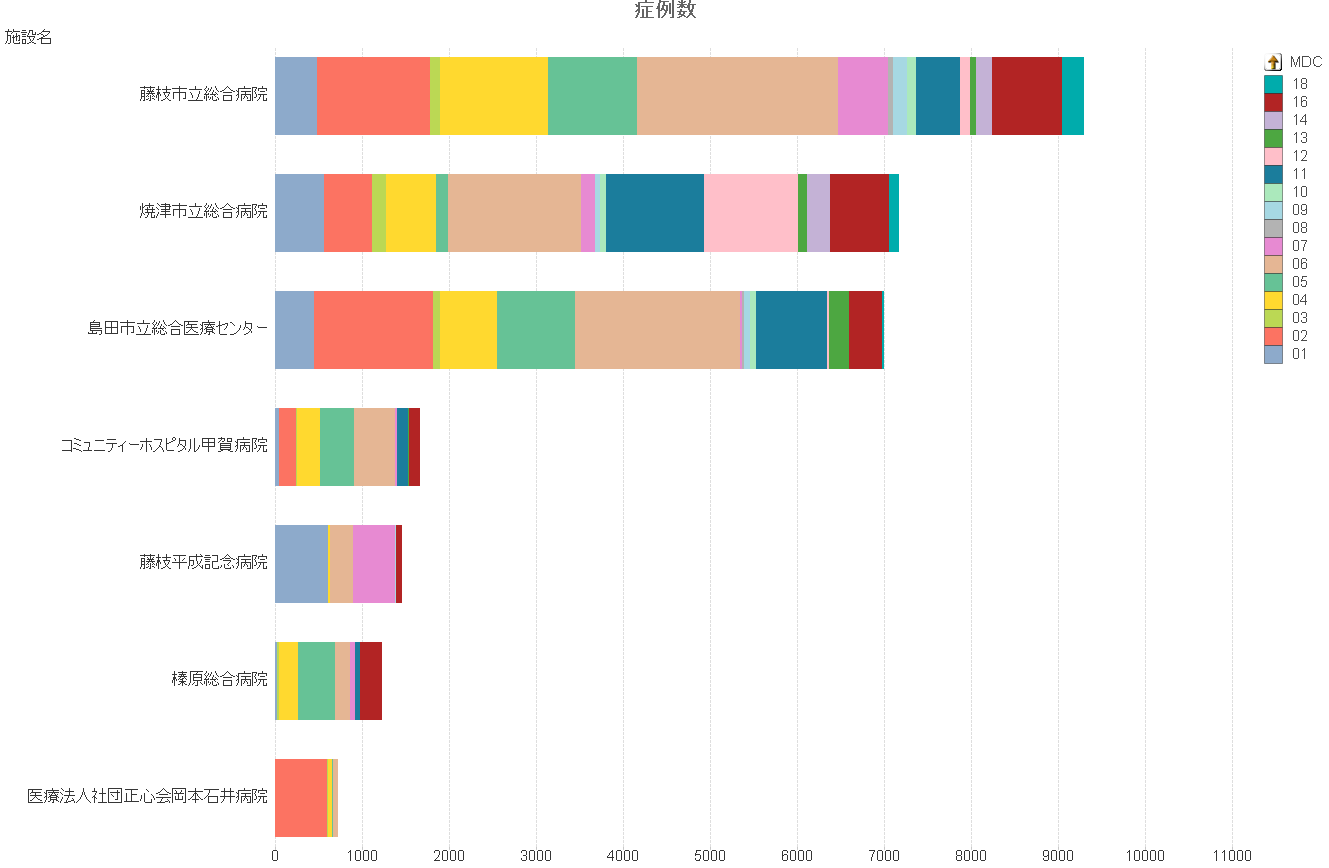 症例数
施設名
藤枝市立総合病院
焼津市立総合病院
島田市立総合医療センター
コミュニティーホスピタル甲賀病院
藤枝平成記念病院
榛原総合病院
医療法人社団正心会岡本石井病院
0 1000 2000 3000 4000 5000 6000 7000 8000 9000 10000 11000
MDC
18
16
14
13
12
11
10
09
08
07
06
05
04
03
02
01